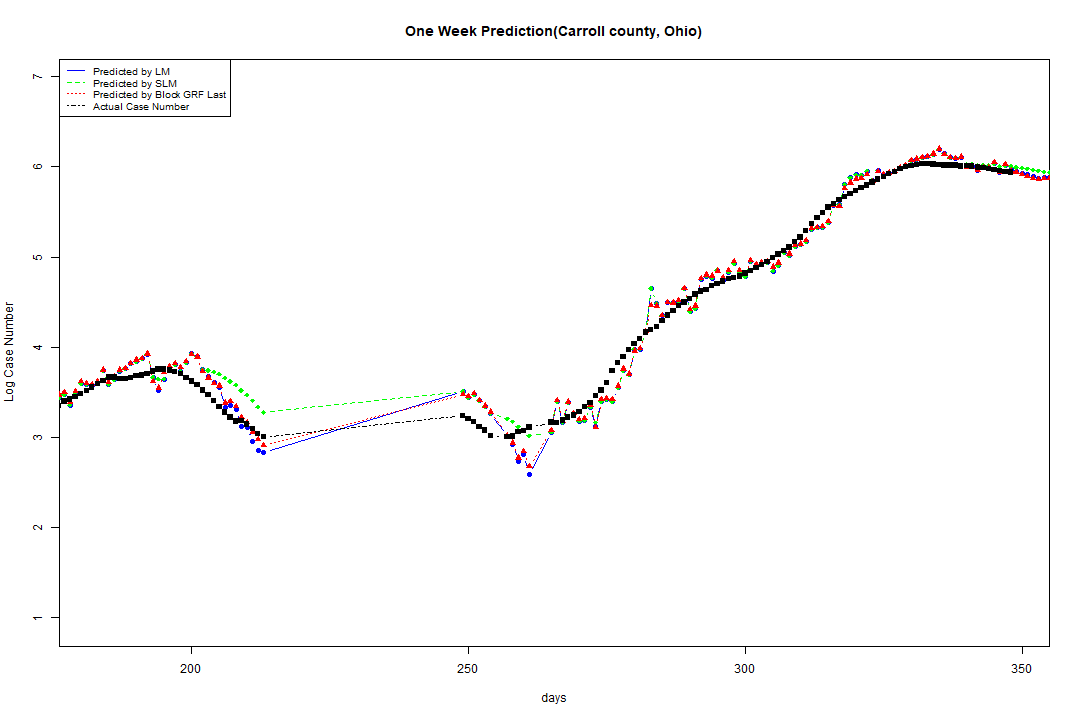 One Week Prediction(Carroll county, Ohio)
Predicted by LM
Predicted by SLM
Predicted by Block GRF Last
Actual Case Number
7
6
5
4
3
2
1
Log Case Number
200
250
300
350
days